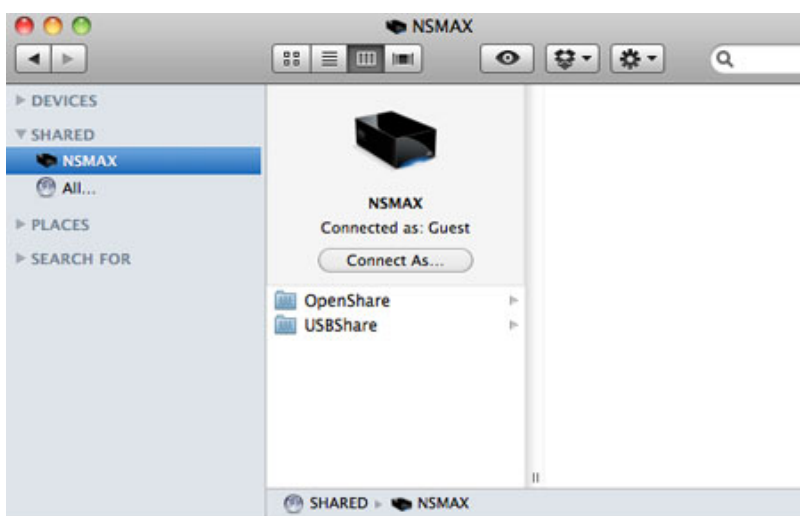 NSMAX
DEVICES
SHARED
NSMAX
All...
PLACES
SEARCH FOR
NSMAX
Connected as: Guest
Connect As...
OpenShare
USBShare
SHARED NSMAX